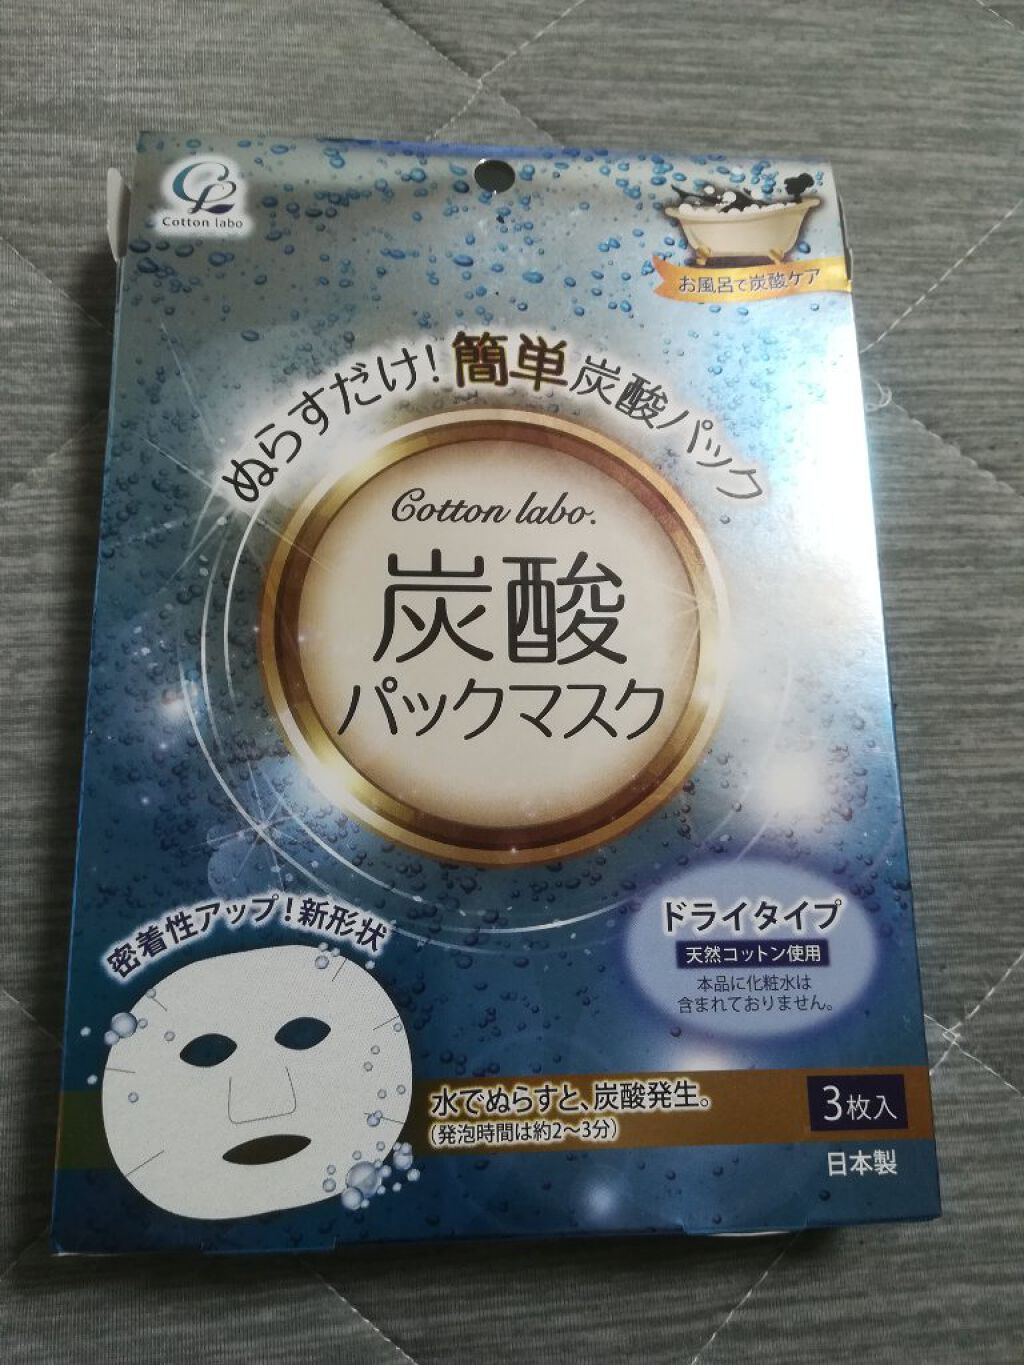 Cotton labo
お風呂で炭酸ケア
ぬらすだけ!簡単炭酸パック
Cotton labo.
炭酸
パックマスク
密着性アップ!新形状
ドライタイプ
天然コットン使用
本品に化粧水は
含まれておりません。
水でぬらすと、炭酸発生。
(発泡時間は約2〜3分)
3枚入
日本製